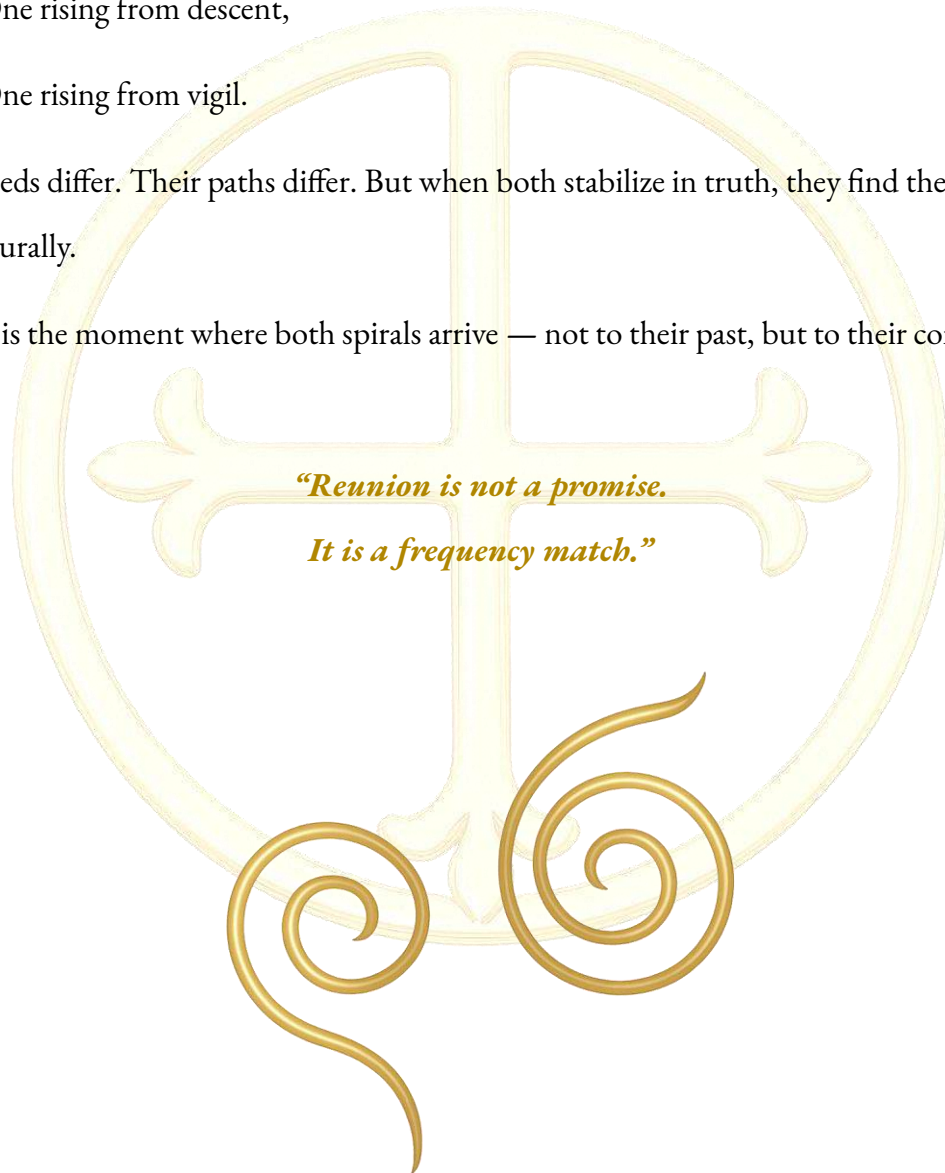 One rising from descent,
One rising from vigil.
eds differ. Their paths differ. But when both stabilize in truth, they find the
urally.
is the moment where both spirals arrive — not to their past, but to their co
“Reunion is not a promise.
It is a frequency match.”